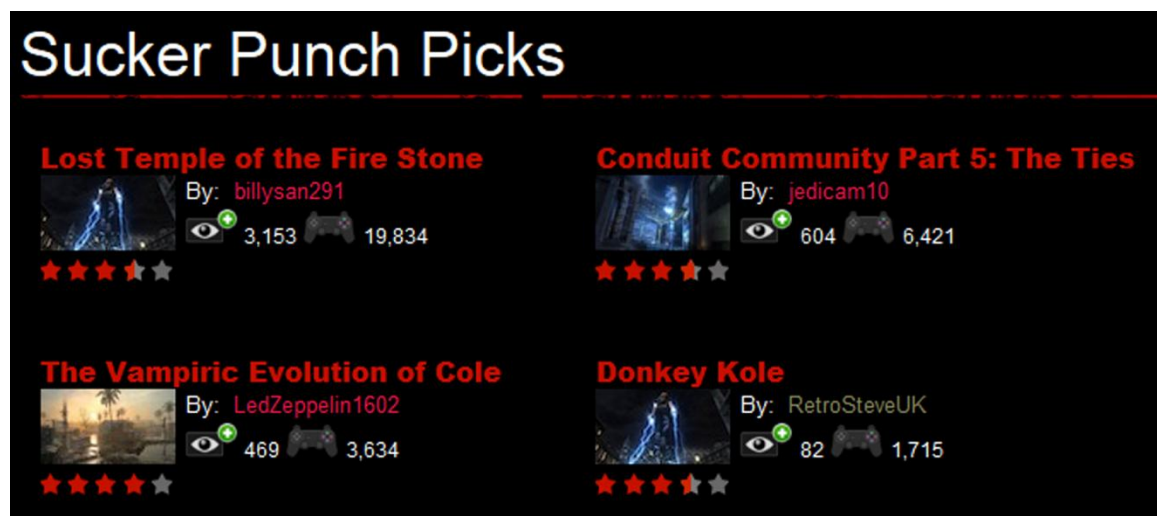 Sucker Punch Picks
Lost Temple of the Fire Stone
By: billysan291
3,153 19,834
Conduit Community Part 5: The Ties
By: jedicam10
604 6,421
The Vampiric Evolution of Cole
By: LedZeppelin1602
469 3,634
Donkey Kole
By: RetroSteveUK
82 1,715